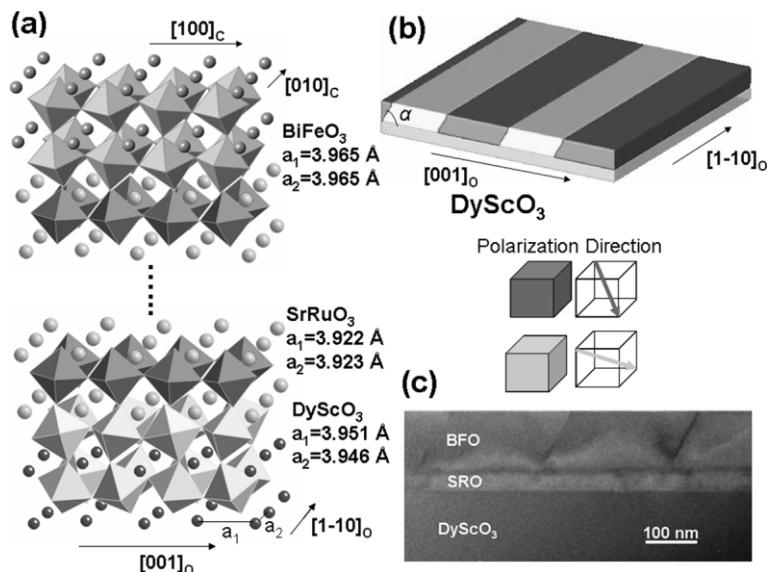 (a)
[100]C
[010]C
BiFeO3
a1=3.965 Å
a2=3.965 Å
SrRuO3
a1=3.922 Å
a2=3.923 Å
DyScO3
a1=3.951 Å
a2=3.946 Å
a1
a2
[1-10]O
[001]O
(b)
α
[001]O
[1-10]O
DyScO3
Polarization Direction
(c)
BFO
SRO
DyScO3
100 nm